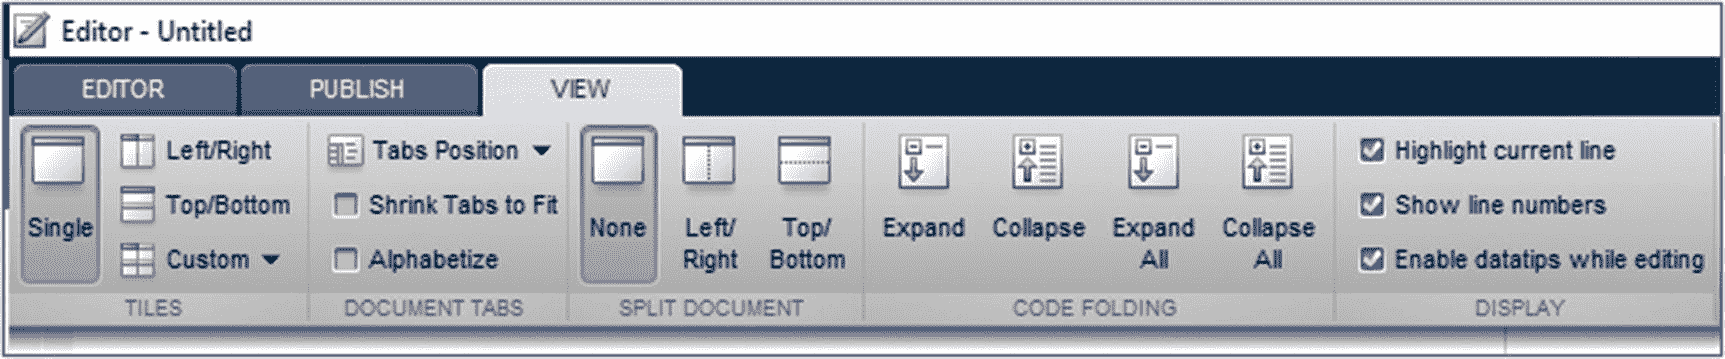 Editor - Untitled
EDITOR PUBLISH VIEW
Single
Left/Right
Top/Bottom
Custom
TILES
Tabs Position
Shrink Tabs to Fit
Alphabetize
DOCUMENT TABS
None
Left/
Right
Top/
Bottom
SPLIT DOCUMENT
Expand
Collapse
Expand
All
Collapse
All
CODE FOLDING
Highlight current line
Show line numbers
Enable datatips while editing
DISPLAY